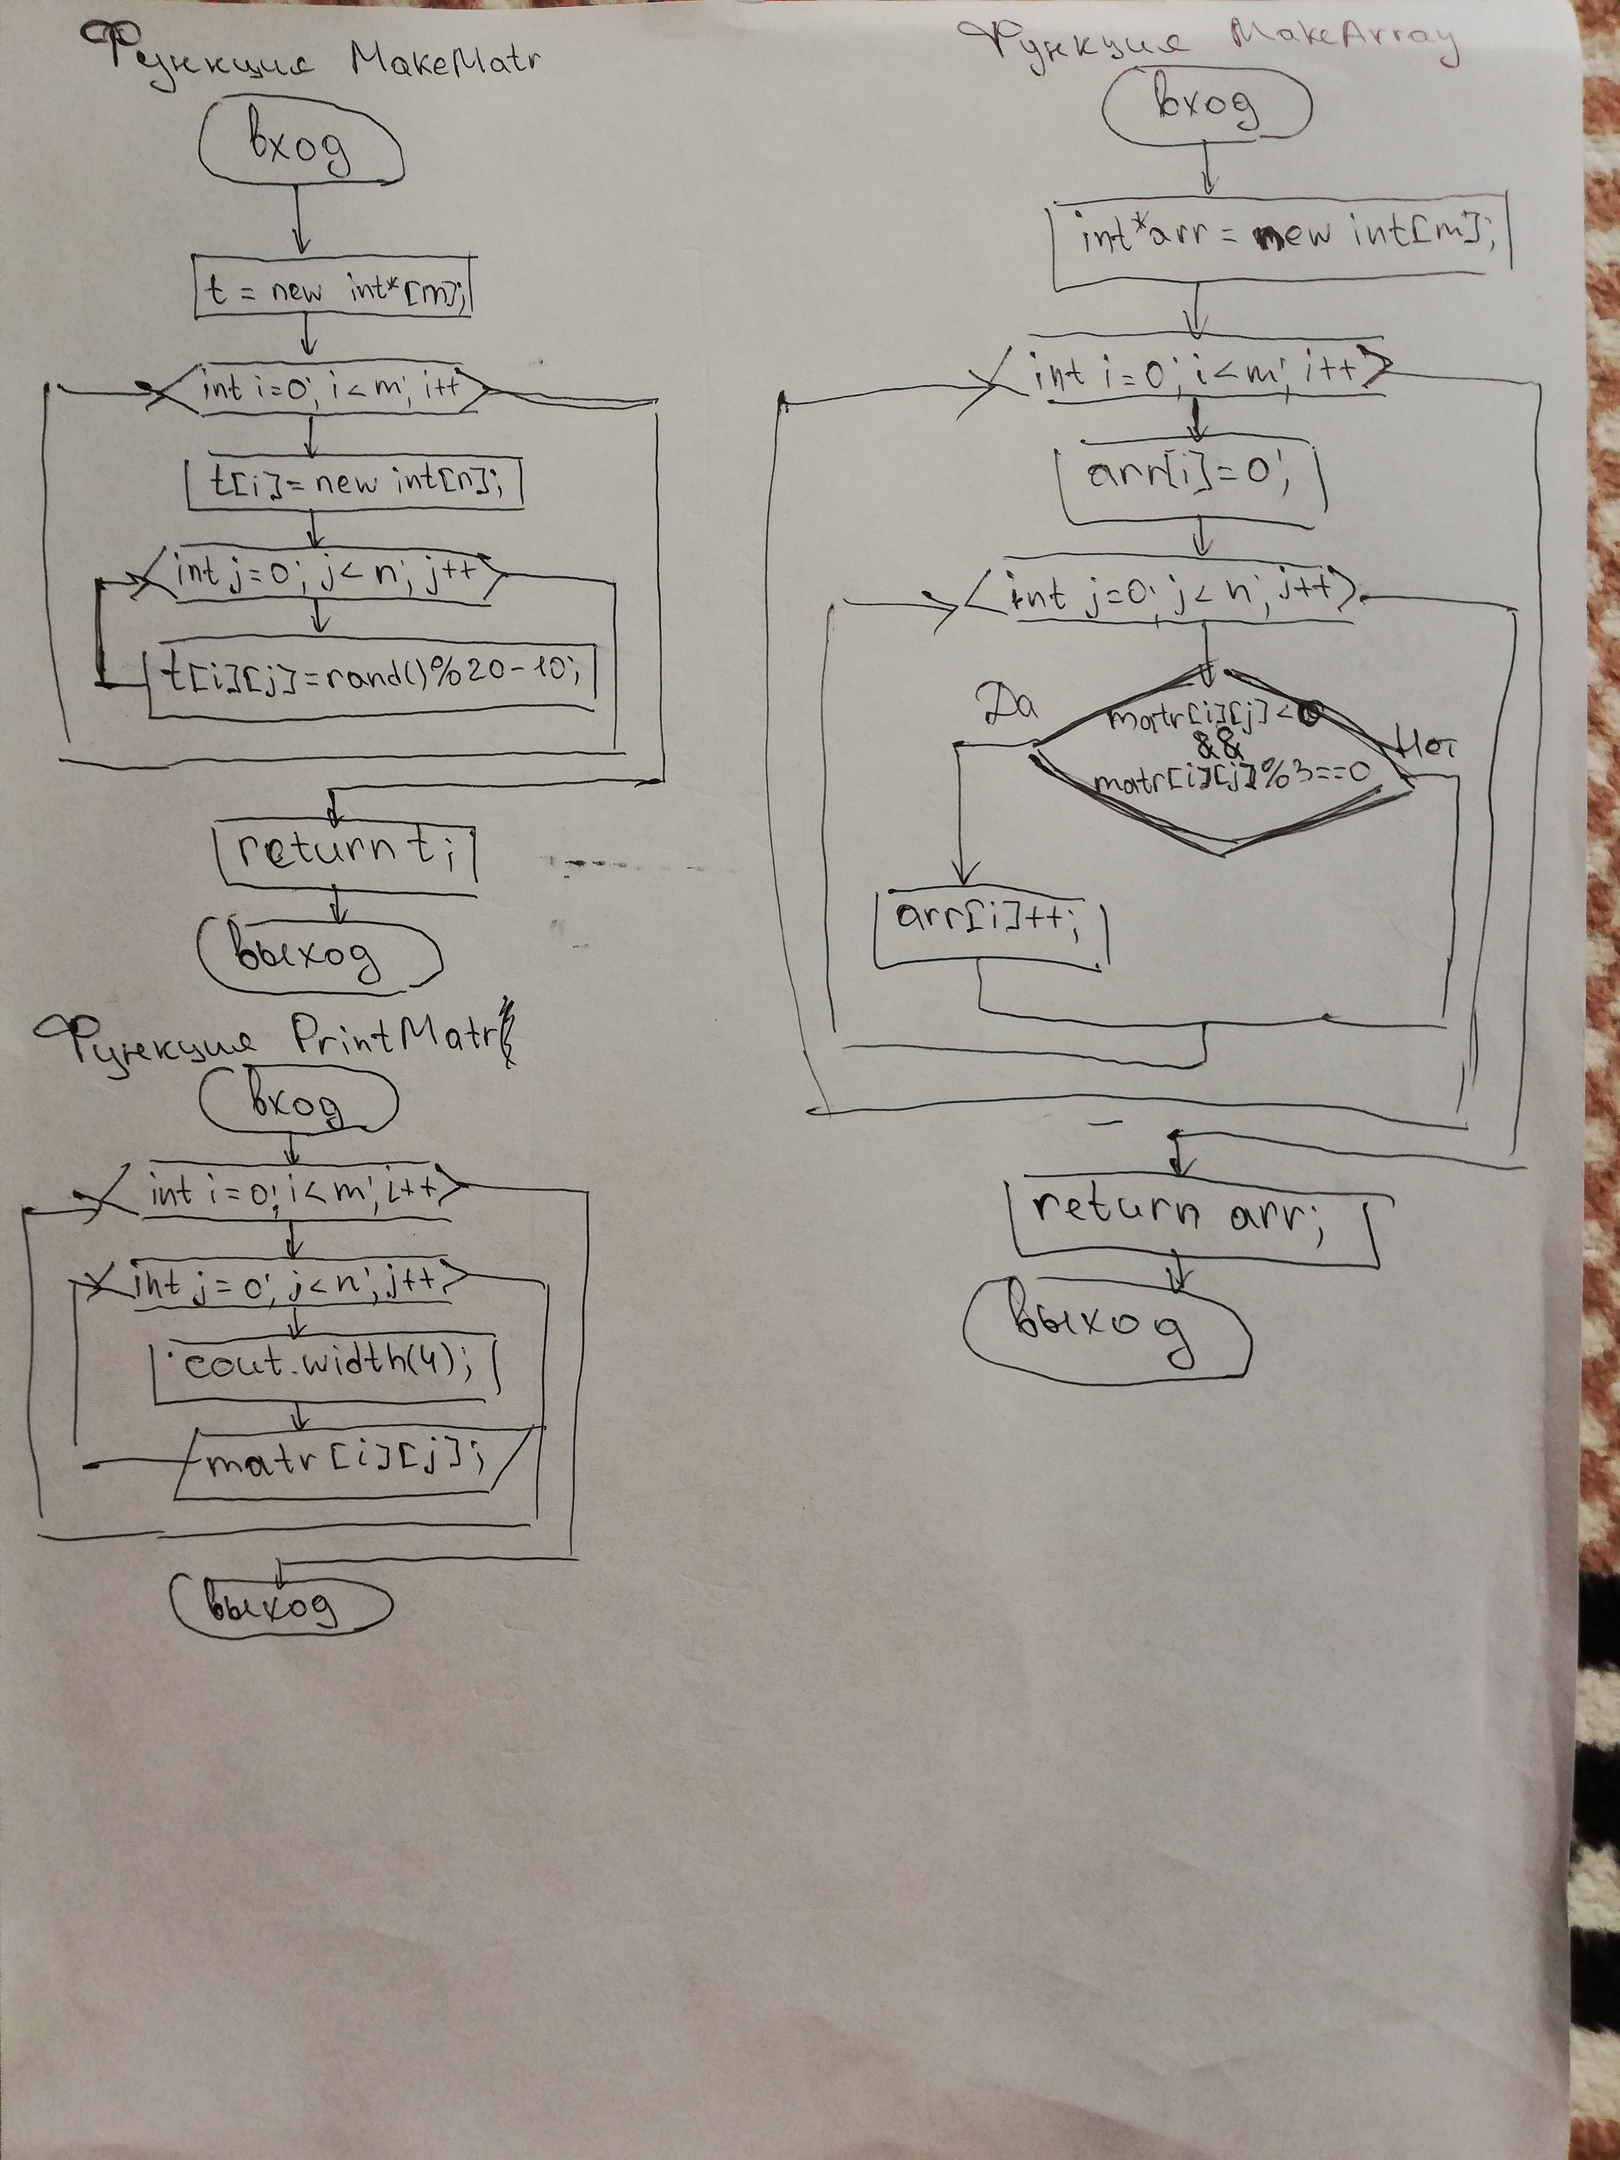 Функция MakeMatr
вход
t = new int*[m];
int i=0; i<m; i++
t[i]=new int[n];
int j=0; j<n; j++
t[i][j]=rand()%20-10;
return t;
выход
Функция PrintMatr
вход
int i=0; i<m; i++
int j=0; j<n; j++
cout.width(4);
matr[i][j];
выход
Функция MakeArray
вход
int*arr = new int[m];
int i=0; i<m; i++
arr[i]=0;
int j=0; j<n; j++
Да
matr[i][j]<0
&&
matr[i][j]%3==0
Нет
arr[i]++;
return arr;
выход